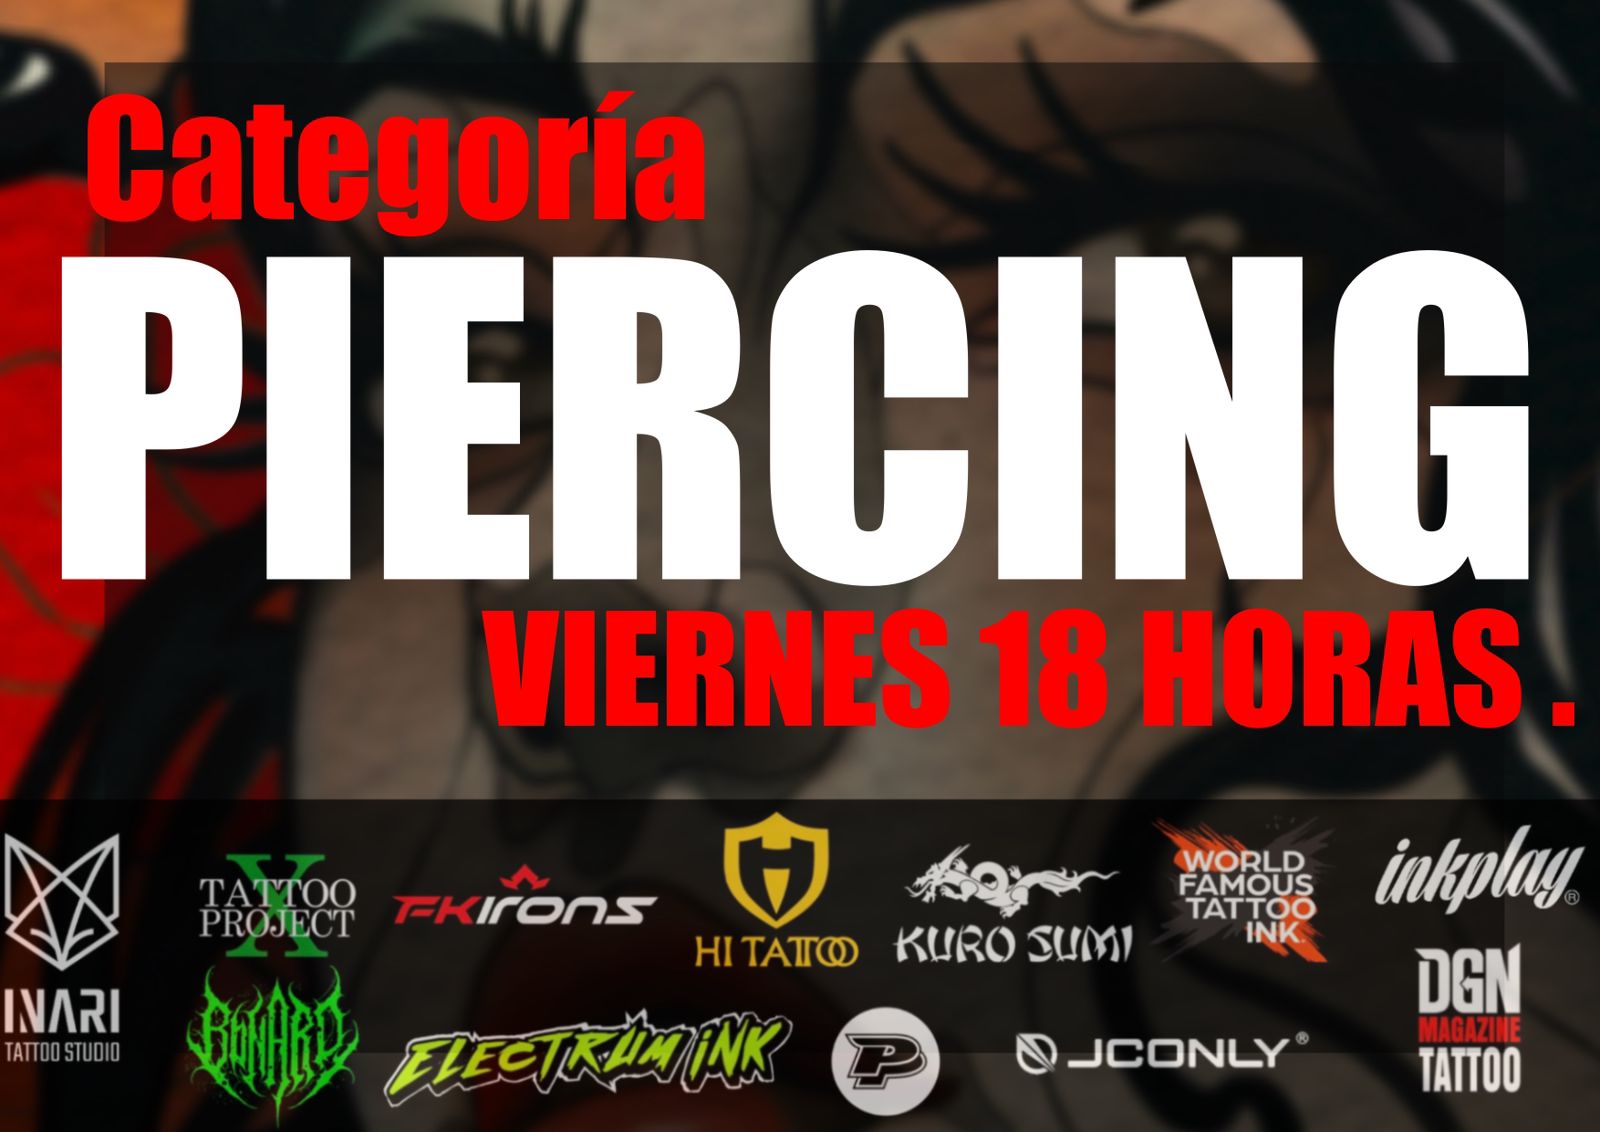 Categoría
PIERCING
VIERNES 18 HORAS .
INARI
TATTOO STUDIO
X
TATTOO
PROJECT
FKirons
HI TATTOO
KURO SUMI
WORLD
FAMOUS
TATTOO
INK.
inkplay®
ELECTRUM INK
P
JCONLY®
DGN
MAGAZINE
TATTOO